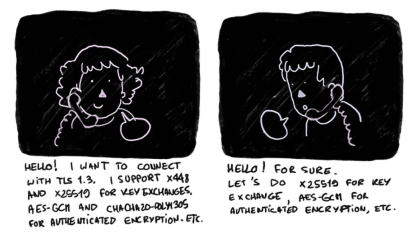 HELLO! I WANT TO CONNECT
WITH TLS 1.3. I SUPPORT X448
AND X25519 FOR KEY EXCHANGES,
AES-GCM AND CHACHA20-POLY1305
FOR AUTHENTICATED ENCRYPTION. ETC.
HELLO! FOR SURE.
LET'S DO X25519 FOR KEY
EXCHANGE, AES-GCM FOR
AUTHENTICATED ENCRYPTION, ETC.